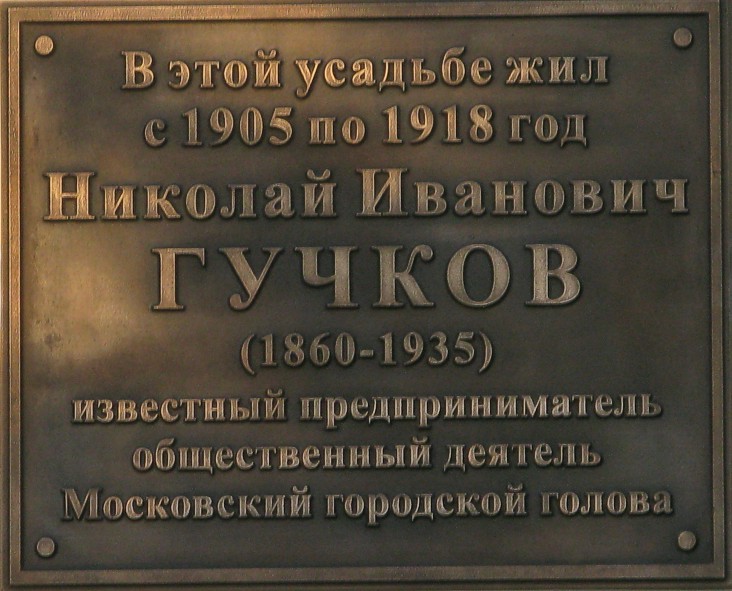 В этой усадьбе жил
с 1905 по 1918 год
Николай Иванович
ГУЧКОВ
(1860-1935)
известный предприниматель
общественный деятель
Московский городской голова